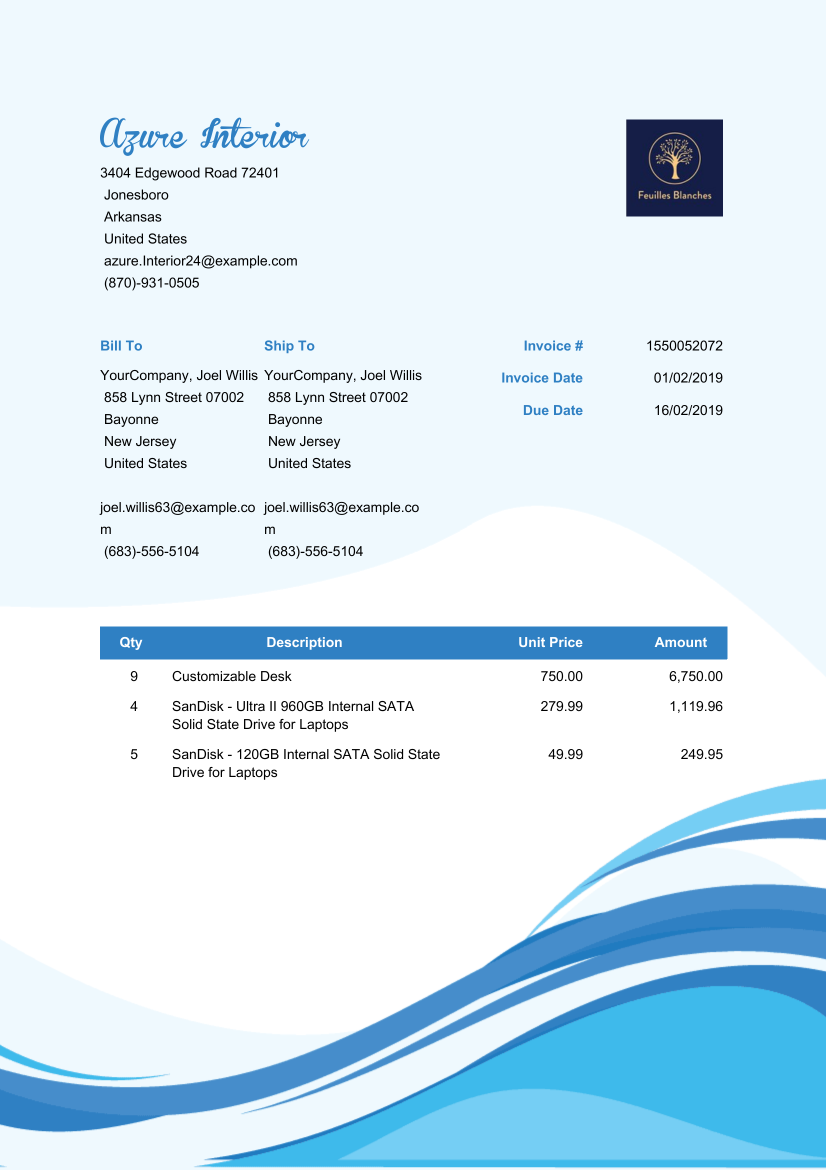 Azure Interior
Feuilles Blanches
3404 Edgewood Road 72401
Jonesboro
Arkansas
United States
azure.Interior24@example.com
(870)-931-0505
Bill To Ship To Invoice # 1550052072
YourCompany, Joel Willis YourCompany, Joel Willis Invoice Date 01/02/2019
858 Lynn Street 07002 858 Lynn Street 07002 Due Date 16/02/2019
Bayonne Bayonne
New Jersey New Jersey
United States United States
joel.willis63@example.co joel.willis63@example.co
m m
(683)-556-5104 (683)-556-5104
Qty Description Unit Price Amount
9 Customizable Desk 750.00 6,750.00
4 SanDisk - Ultra II 960GB Internal SATA 279.99 1,119.96
Solid State Drive for Laptops
5 SanDisk - 120GB Internal SATA Solid State 49.99 249.95
Drive for Laptops